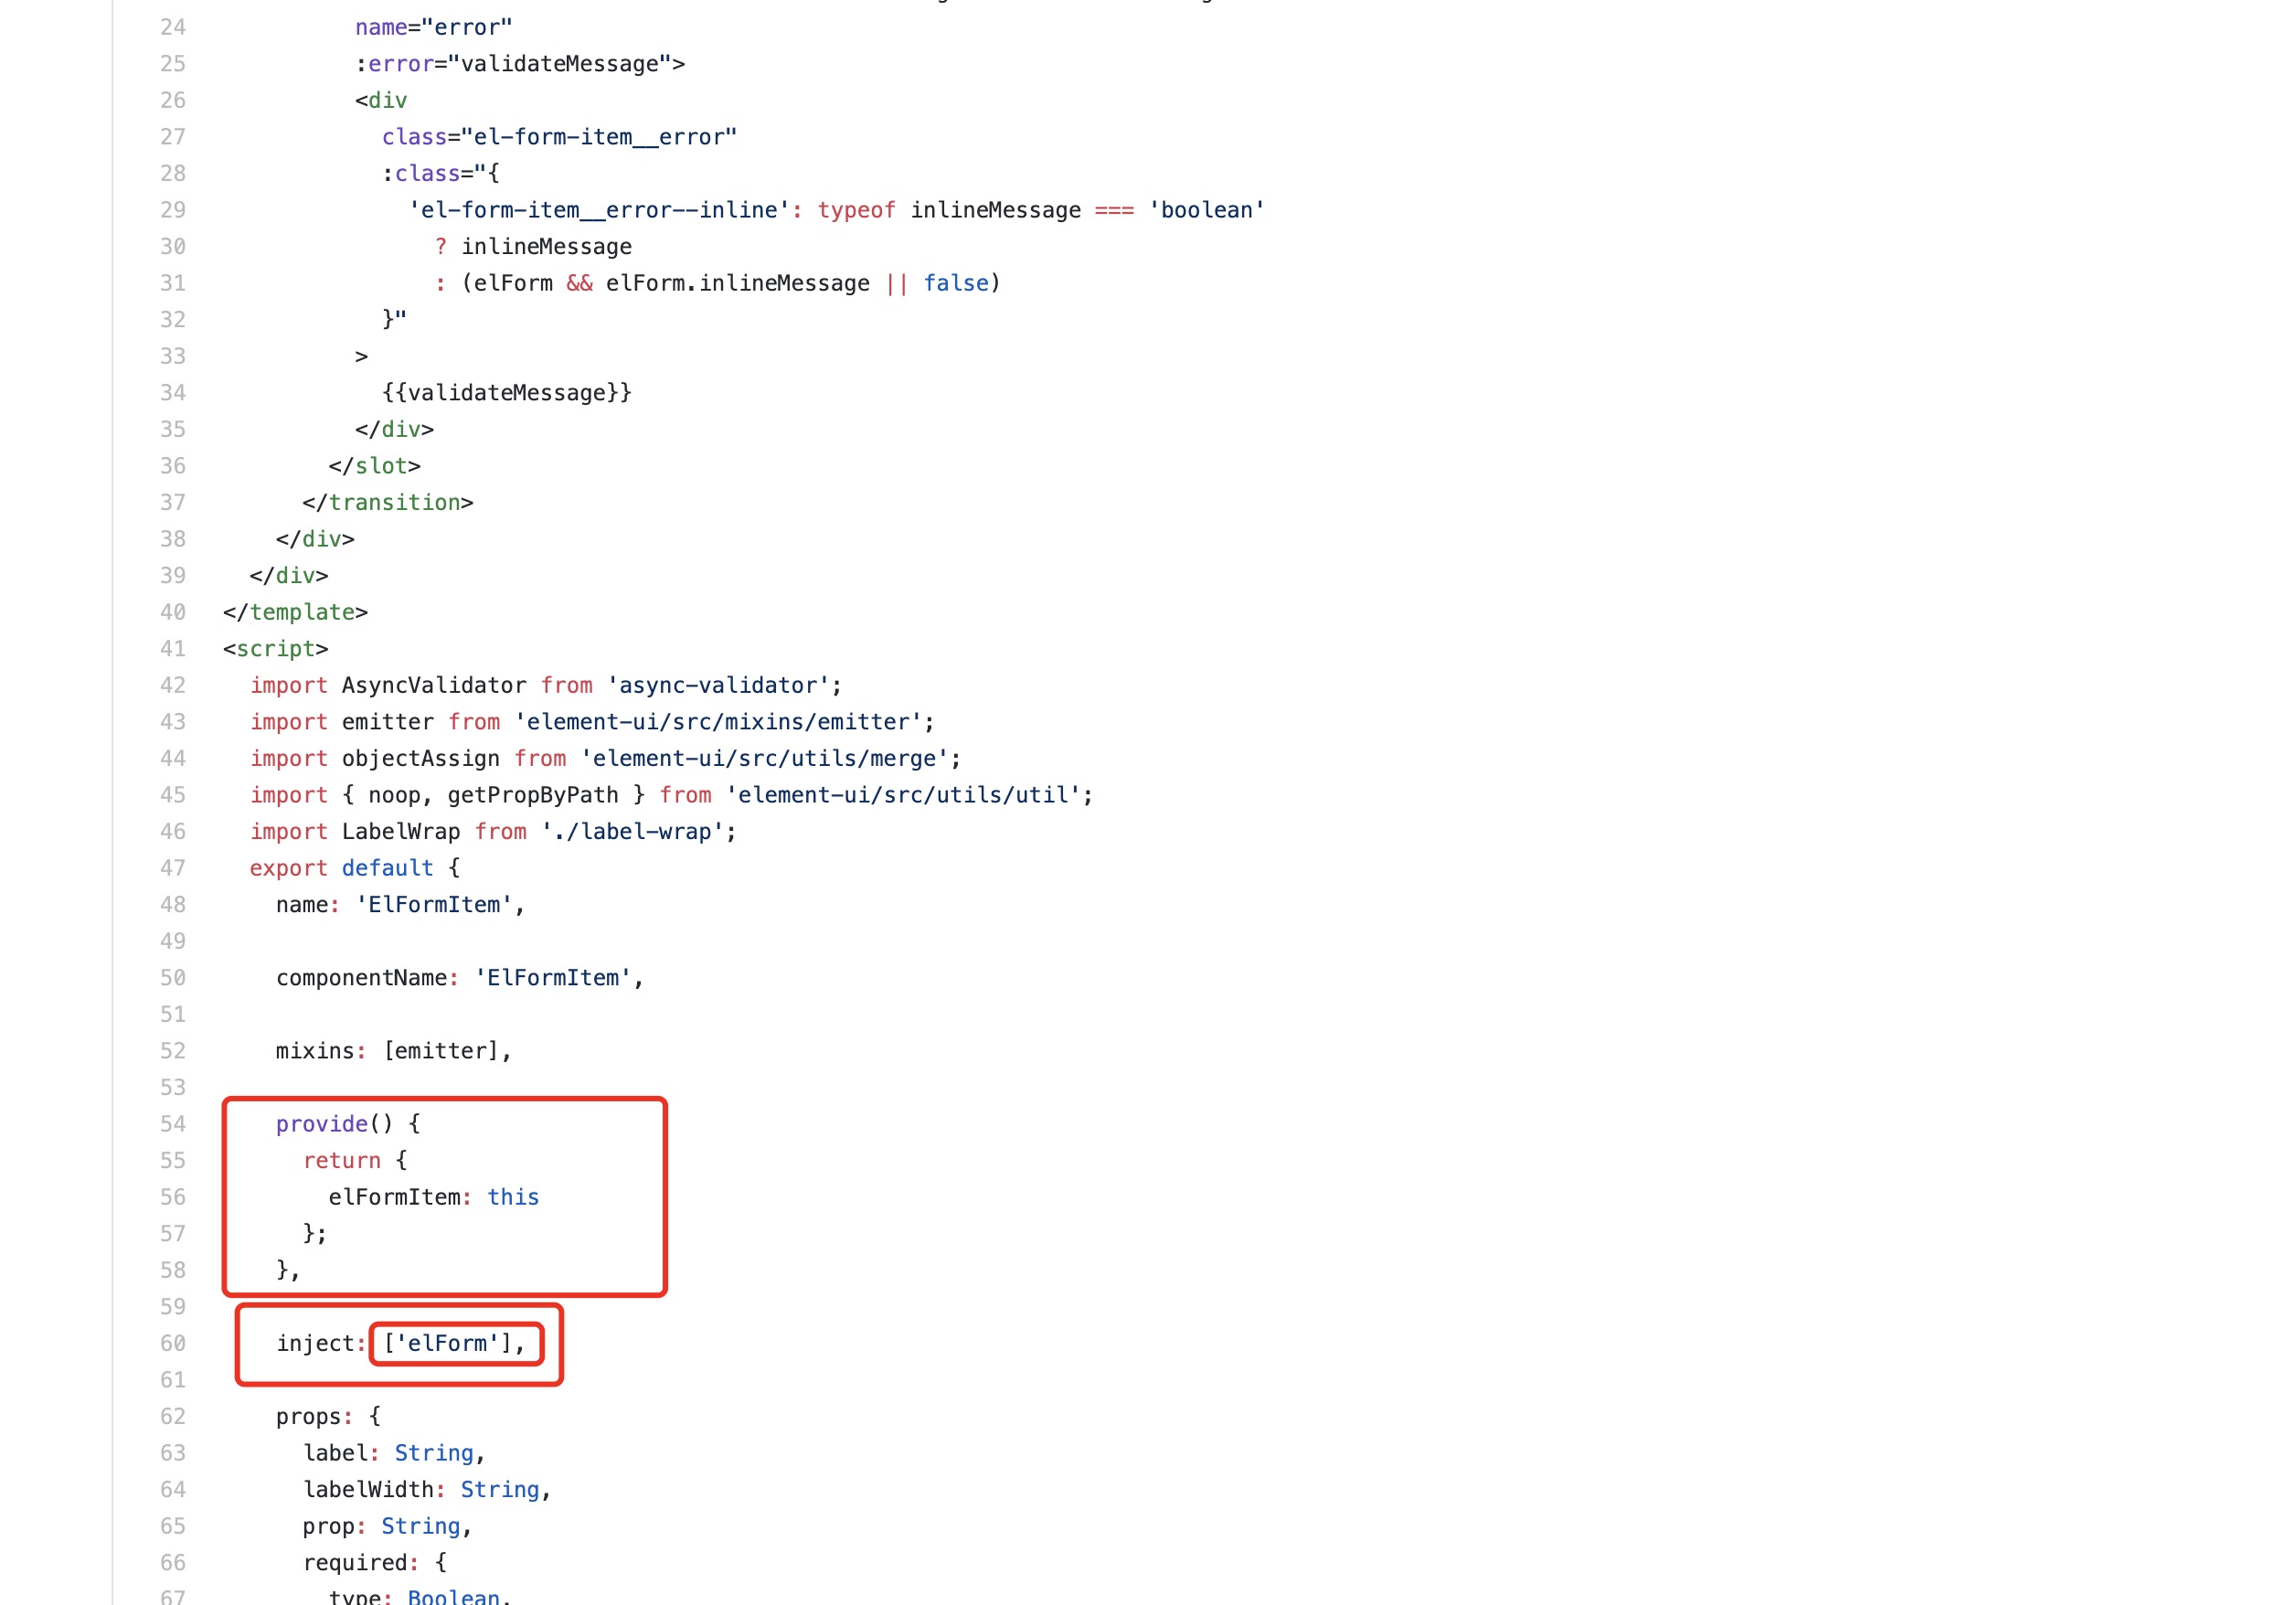 24 name="error"
25 :error="validateMessage">
26 <div
27 class="el-form-item__error"
28 :class="{
29 'el-form-item__error--inline': typeof inlineMessage === 'boolean'
30 ? inlineMessage
31 : (elForm && elForm.inlineMessage || false)
32 }"
33 >
34 {{validateMessage}}
35 </div>
36 </slot>
37 </transition>
38 </div>
39 </div>
40 </template>
41 <script>
42 import AsyncValidator from 'async-validator';
43 import emitter from 'element-ui/src/mixins/emitter';
44 import objectAssign from 'element-ui/src/utils/merge';
45 import { noop, getPropByPath } from 'element-ui/src/utils/util';
46 import LabelWrap from './label-wrap';
47 export default {
48 name: 'ElFormItem',
49
50 componentName: 'ElFormItem',
51
52 mixins: [emitter],
53
54 provide() {
55 return {
56 elFormItem: this
57 };
58 },
59
60 inject: ['elForm'],
61
62 props: {
63 label: String,
64 labelWidth: String,
65 prop: String,
66 required: {
67 type: Boolean,